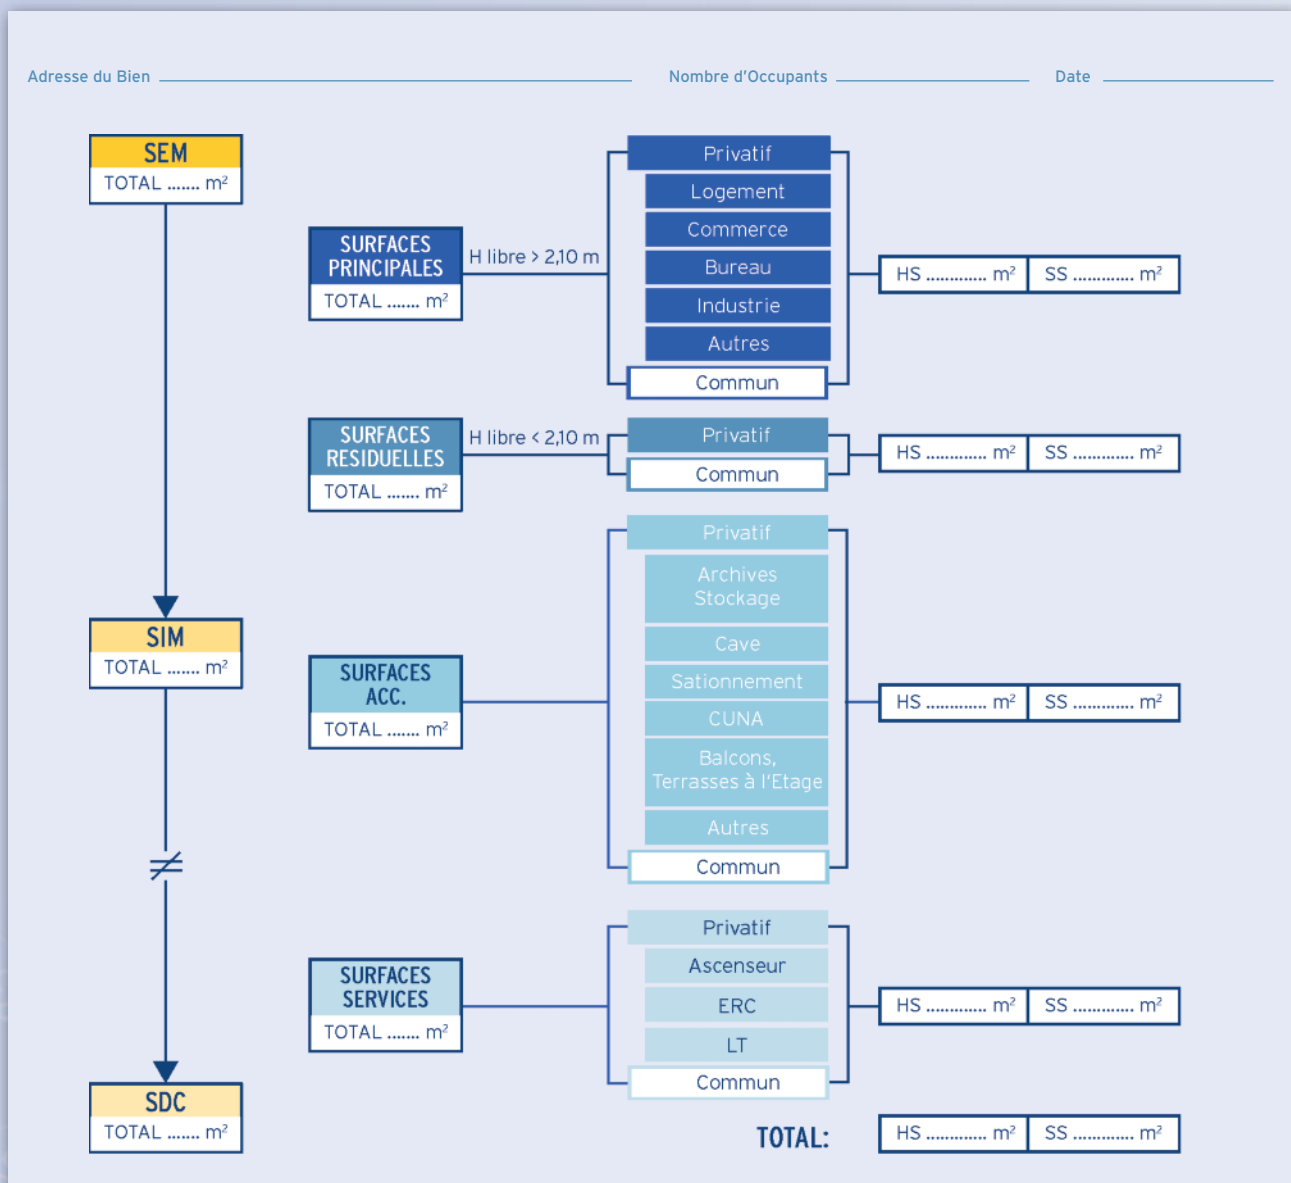 Adresse du Bien
Nombre d'Occupants
Date
SEM
TOTAL ....... m²
SURFACES
PRINCIPALES
TOTAL ....... m²
H libre > 2,10 m
Privatif
Logement
Commerce
Bureau
Industrie
Autres
Commun
HS ............. m²
SS ............. m²
SURFACES
RESIDUELLES
TOTAL ....... m²
H libre < 2,10 m
Privatif
Commun
HS ............. m²
SS ............. m²
SIM
TOTAL ....... m²
SURFACES
ACC.
TOTAL ....... m²
Privatif
Archives
Stockage
Cave
Sationnement
CUNA
Balcons,
Terrasses à l'Etage
Autres
Commun
HS ............. m²
SS ............. m²
≠
SURFACES
SERVICES
TOTAL ....... m²
Privatif
Ascenseur
ERC
LT
Commun
HS ............. m²
SS ............. m²
SDC
TOTAL ....... m²
TOTAL:
HS ............. m²
SS ............. m²